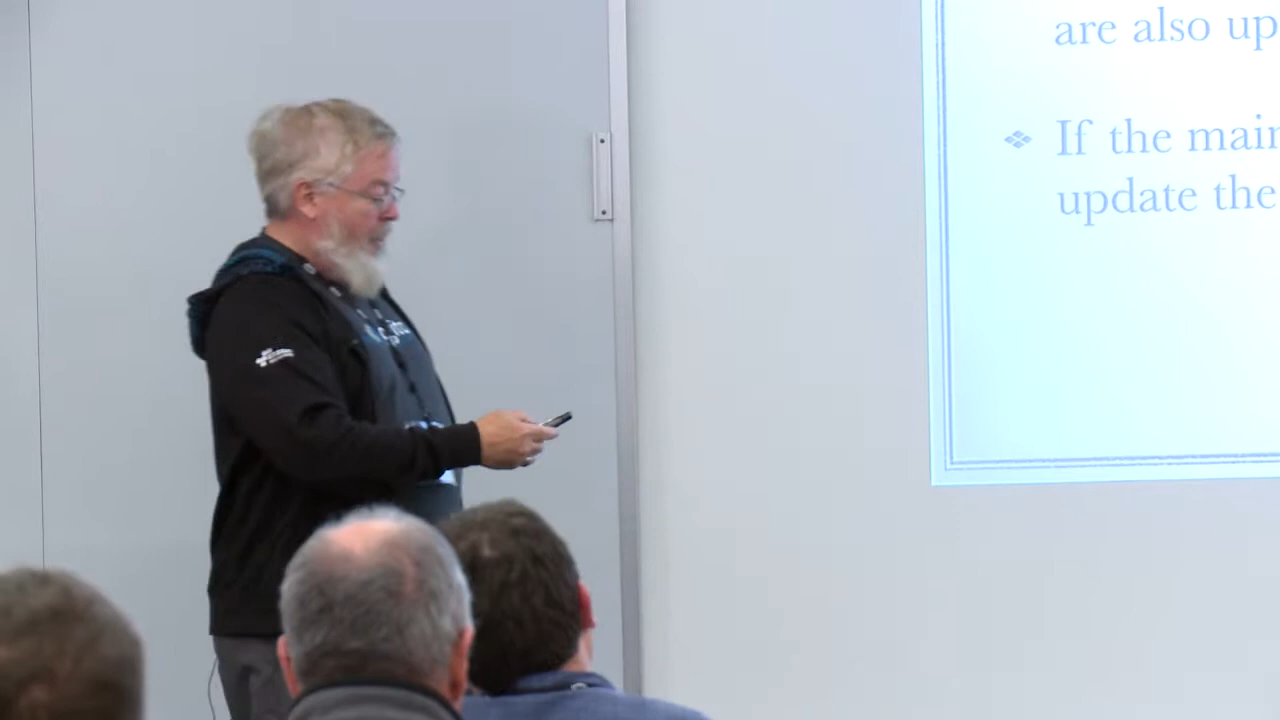 are also up
If the main
update the